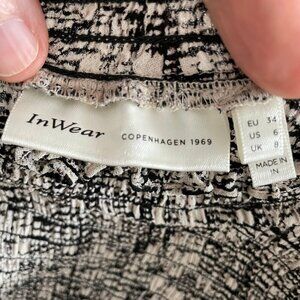 InWear
COPENHAGEN 1969
EU 34
US 6
UK 8
MADE IN
IN